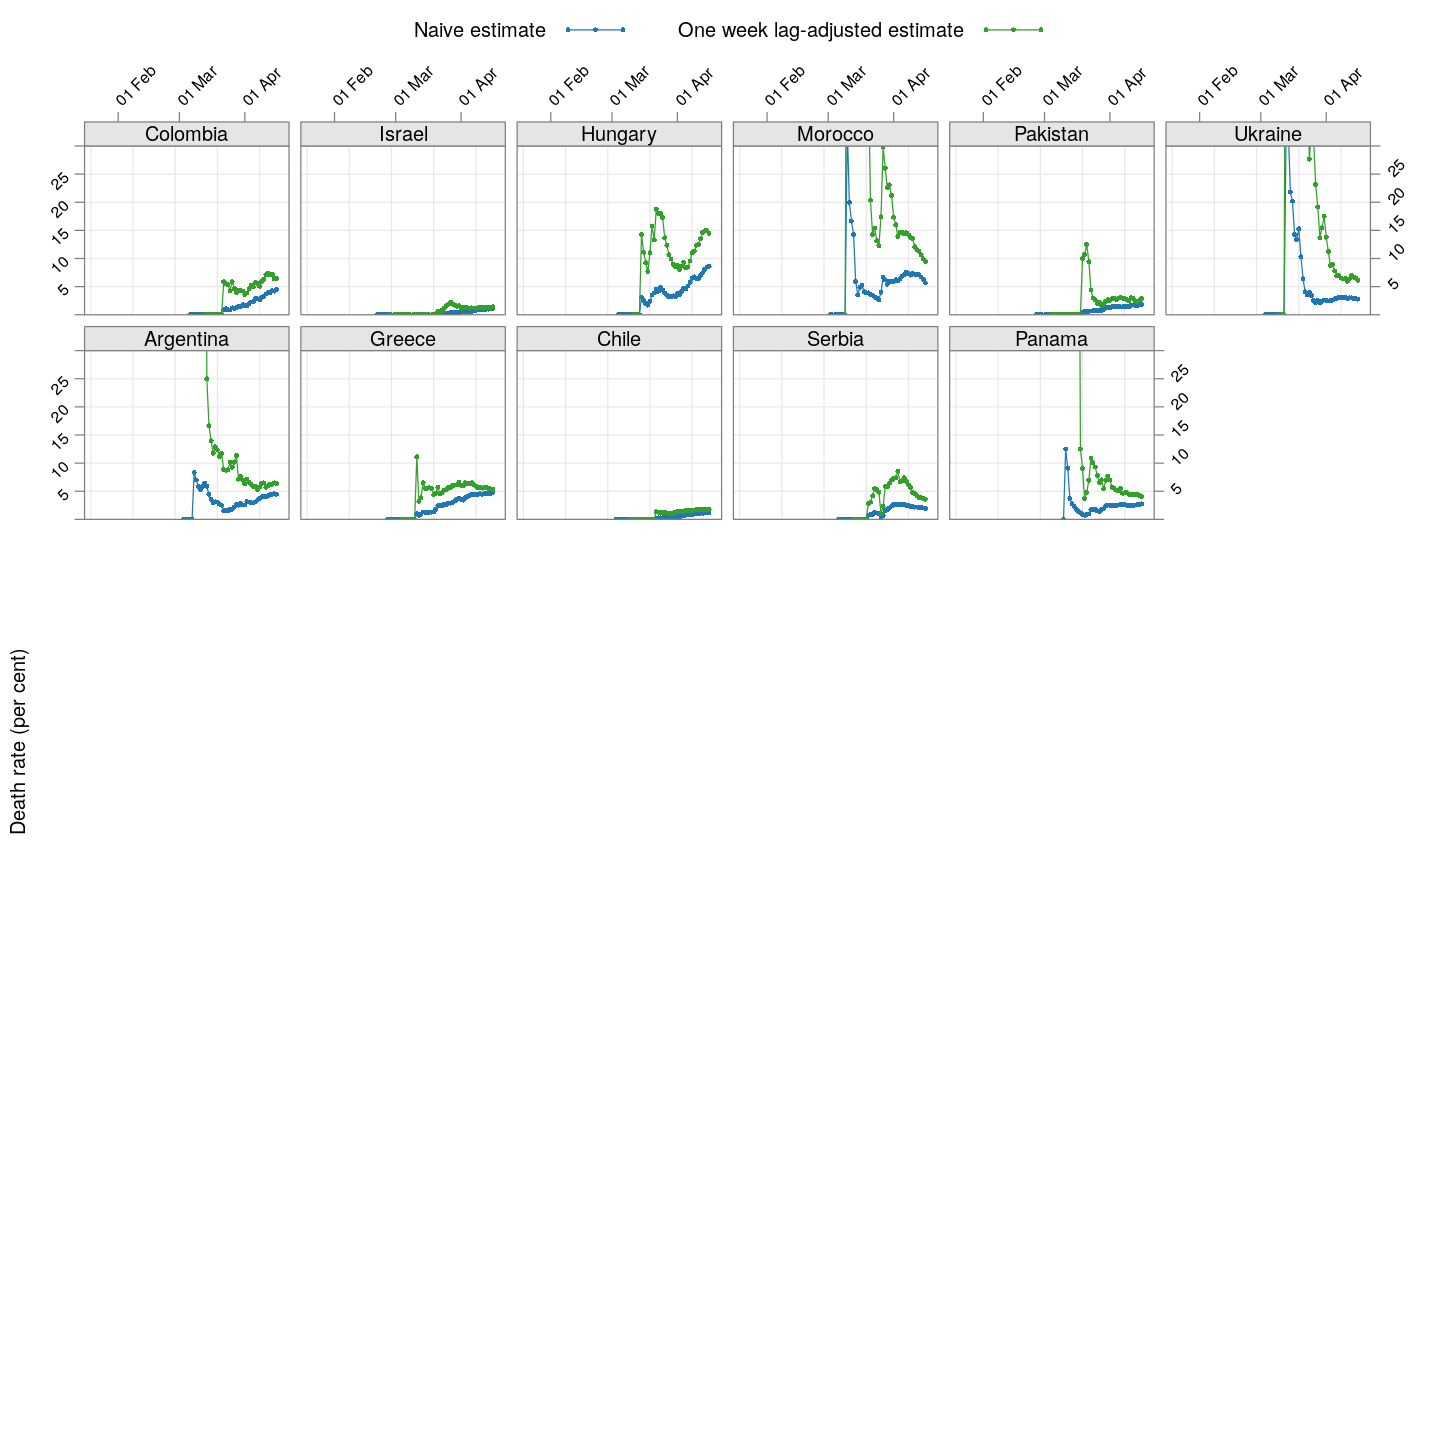 Naive estimate One week lag-adjusted estimate
01 Feb 01 Mar 01 Apr 01 Feb 01 Mar 01 Apr 01 Feb 01 Mar 01 Apr 01 Feb 01 Mar 01 Apr 01 Feb 01 Mar 01 Apr 01 Feb 01 Mar 01 Apr
Colombia Israel Hungary Morocco Pakistan Ukraine
25 25
20 20
15 15
10 10
5 5
Argentina Greece Chile Serbia Panama
25 25
20 20
15 15
10 10
5 5
Death rate (per cent)